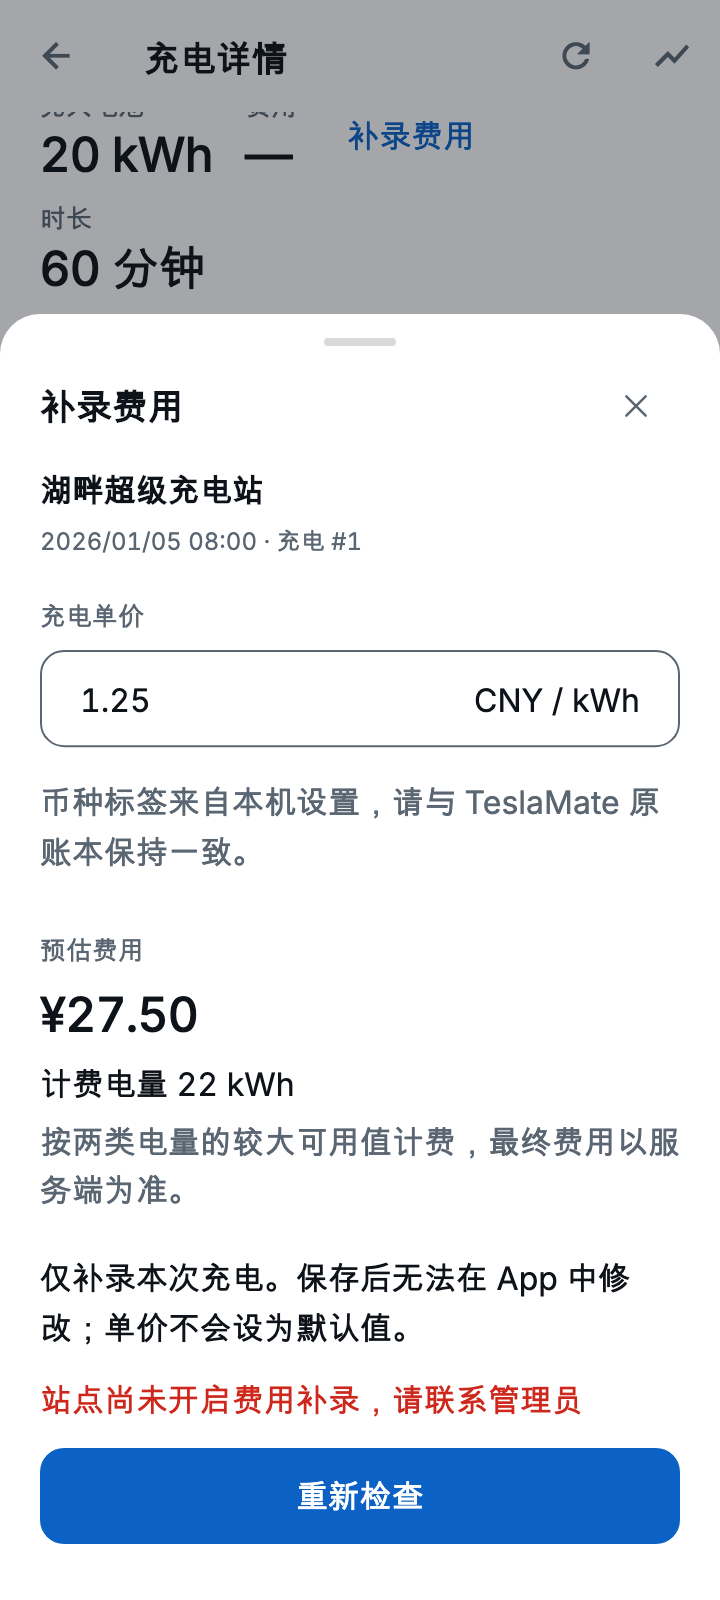 充电详情
20 kWh
—
补录费用
时长
60 分钟
补录费用
湖畔超级充电站
2026/01/05 08:00 · 充电 #1
充电单价
1.25
CNY / kWh
币种标签来自本机设置，请与 TeslaMate 原
账本保持一致。
预估费用
¥27.50
计费电量 22 kWh
按两类电量的较大可用值计费，最终费用以服
务端为准。
仅补录本次充电。保存后无法在 App 中修
改；单价不会设为默认值。
站点尚未开启费用补录，请联系管理员
重新检查